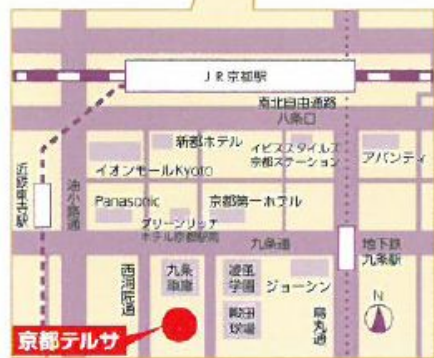 JR京都駅
南北自由通路
八条口
新都ホテル
イビススタイルズ
京都ステーション
アバンティ
イオンモールKyoto
近鉄東寺駅
油小路通
Panasonic
京都第一ホテル
グリーンリッチ
ホテル京都駅南
九条通
地下鉄
九条駅
西洞院通
九条
車庫
凌風
学園
ジョーシン
烏丸通
N
殿田
球場
京都テルサ